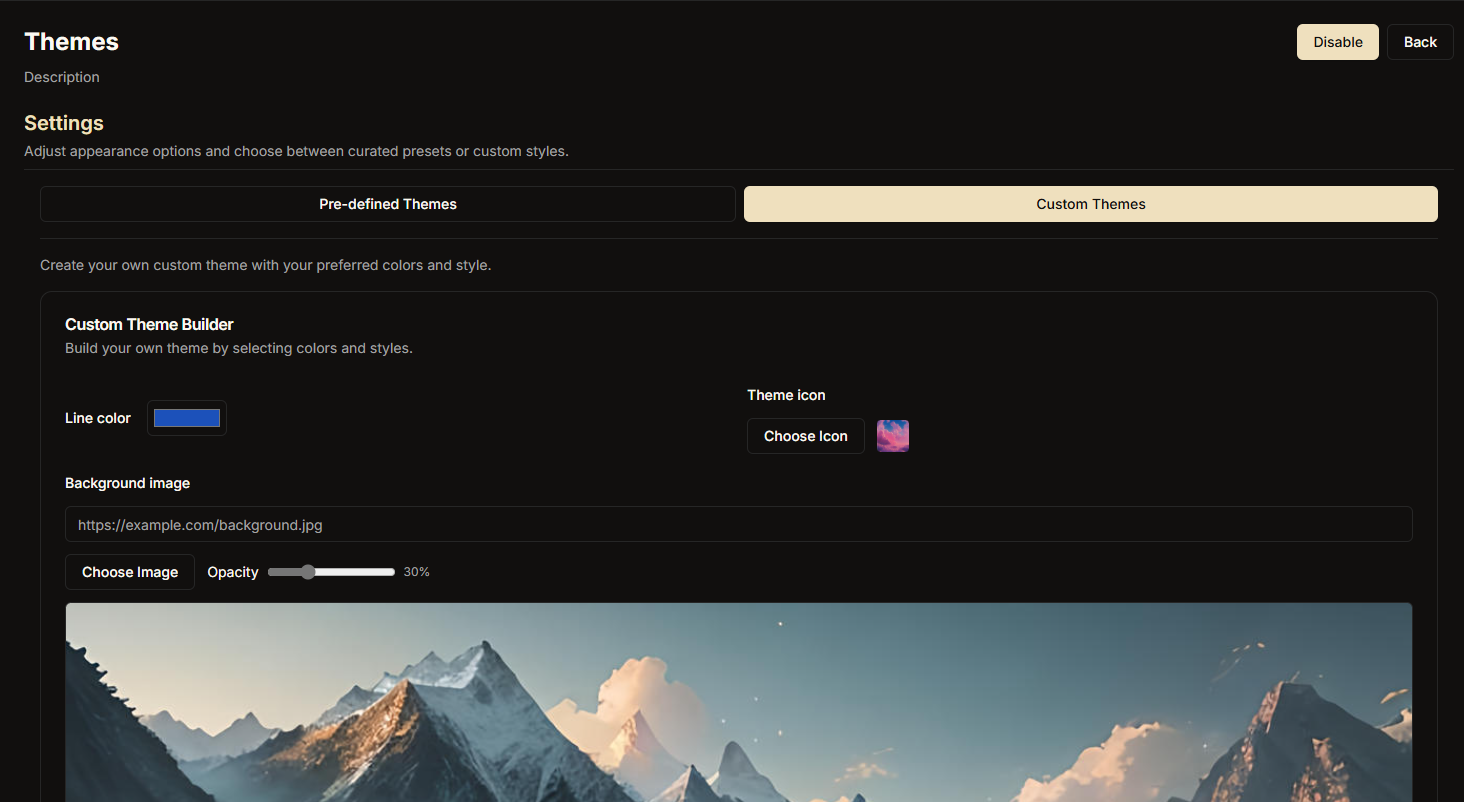 Themes
Disable
Back
Description
Settings
Adjust appearance options and choose between curated presets or custom styles.
Pre-defined Themes
Custom Themes
Create your own custom theme with your preferred colors and style.
Custom Theme Builder
Build your own theme by selecting colors and styles.
Theme icon
Line color
Choose Icon
Background image
https://example.com/background.jpg
Choose Image
Opacity
30%